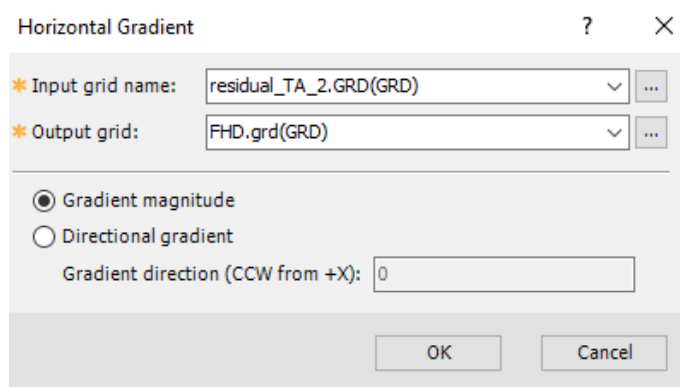 Horizontal Gradient ? ×
* Input grid name: residual_TA_2.GRD(GRD) ...
* Output grid: FHD.grd(GRD) ...
Gradient magnitude
Directional gradient
Gradient direction (CCW from +X): 0
OK Cancel